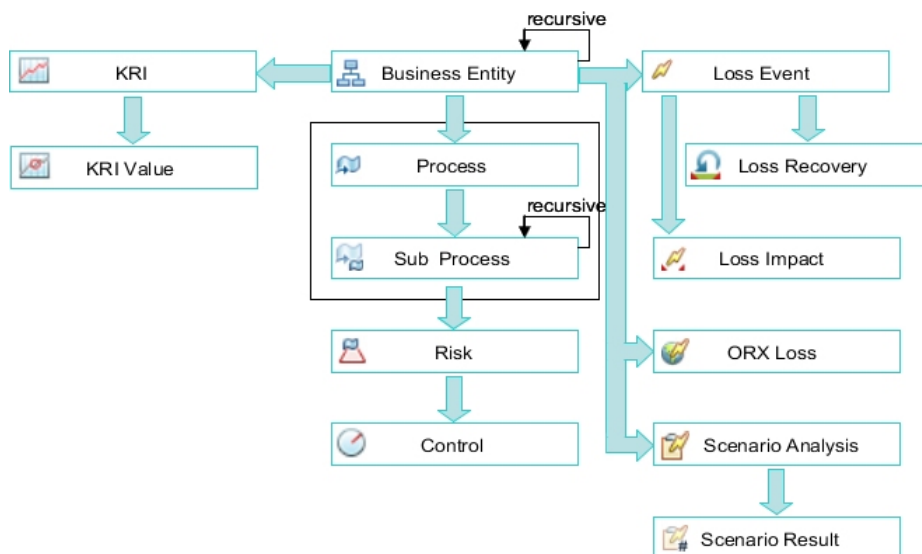 recursive
KRI
Business Entity
Loss Event
KRI Value
Process
Loss Recovery
recursive
Sub Process
Loss Impact
Risk
ORX Loss
Control
Scenario Analysis
#
Scenario Result